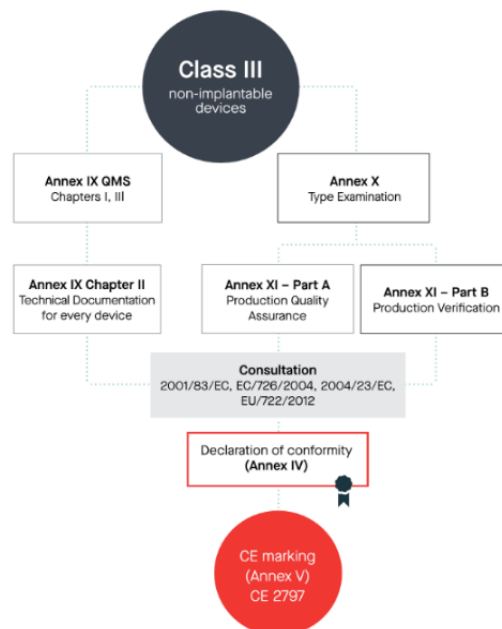 Class III
non-implantable
devices
Annex IX QMS
Chapters I, III
Annex X
Type Examination
Annex IX Chapter II
Technical Documentation
for every device
Annex XI – Part A
Production Quality
Assurance
Annex XI – Part B
Production Verification
Consultation
2001/83/EC, EC/726/2004, 2004/23/EC,
EU/722/2012
Declaration of conformity
(Annex IV)
CE marking
(Annex V)
CE 2797